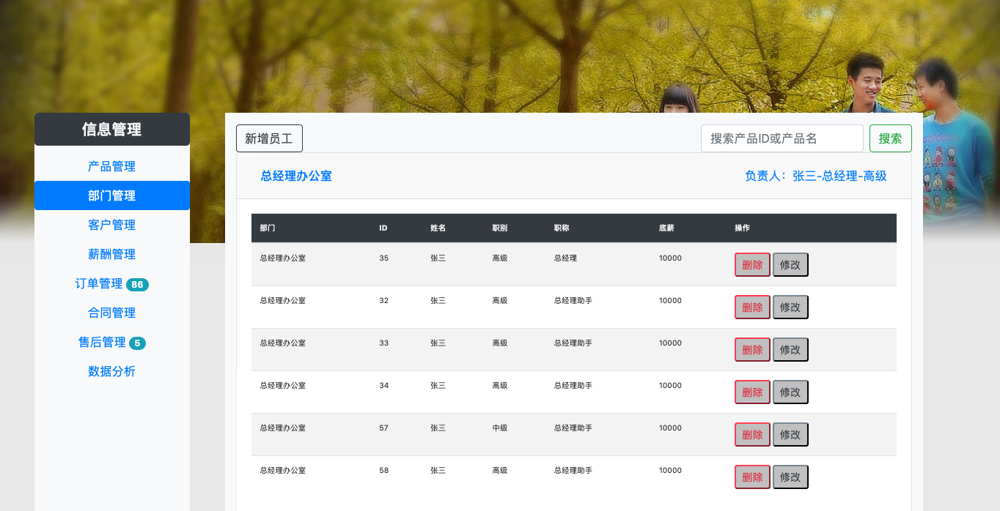 信息管理
产品管理
部门管理
客户管理
薪酬管理
订单管理 86
合同管理
售后管理 5
数据分析
新增员工 搜索产品ID或产品名 搜索
总经理办公室 负责人：张三-总经理-高级
部门 ID 姓名 职别 职称 底薪 操作
总经理办公室 35 张三 高级 总经理 10000 删除 修改
总经理办公室 32 张三 高级 总经理助手 10000 删除 修改
总经理办公室 33 张三 高级 总经理助手 10000 删除 修改
总经理办公室 34 张三 高级 总经理助手 10000 删除 修改
总经理办公室 57 张三 中级 总经理助手 10000 删除 修改
总经理办公室 58 张三 高级 总经理助手 10000 删除 修改